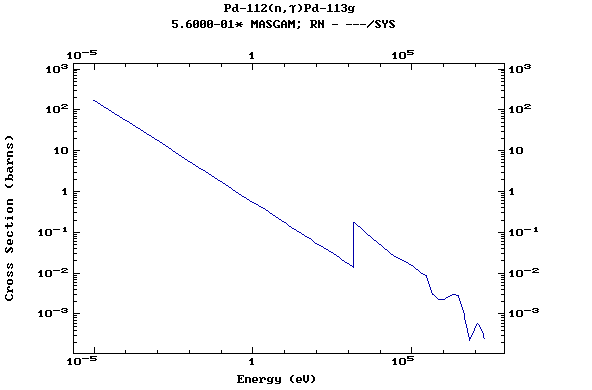 Pd-112(n,γ)Pd-113g
5.6000-01* MASGAM; RN - ---/SYS
10⁻⁵ 1 10⁵
10³ 10³
10² 10²
10 10
1 1
10⁻¹ 10⁻¹
10⁻² 10⁻²
10⁻³ 10⁻³
10⁻⁵ 1 10⁵
Cross Section (barns)
Energy (eV)